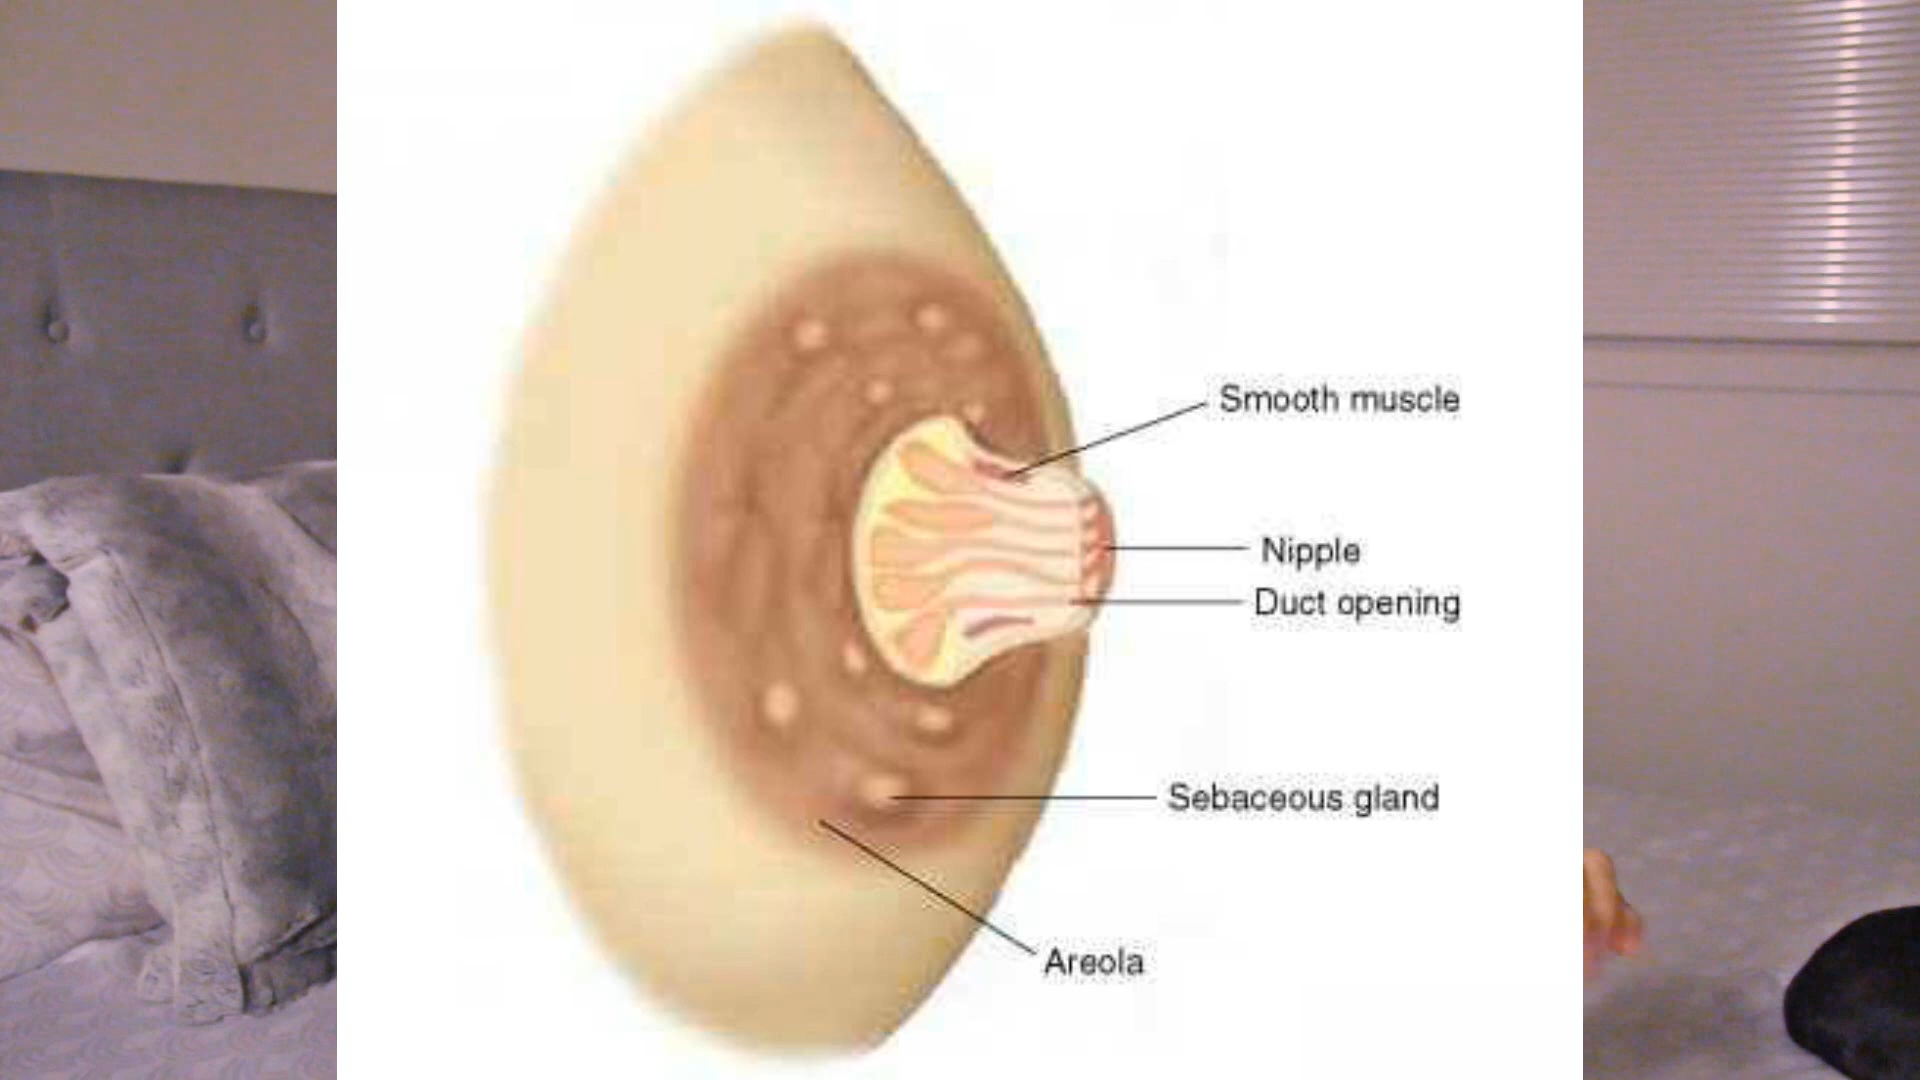 Smooth muscle
Nipple
Duct opening
Sebaceous gland
Areola